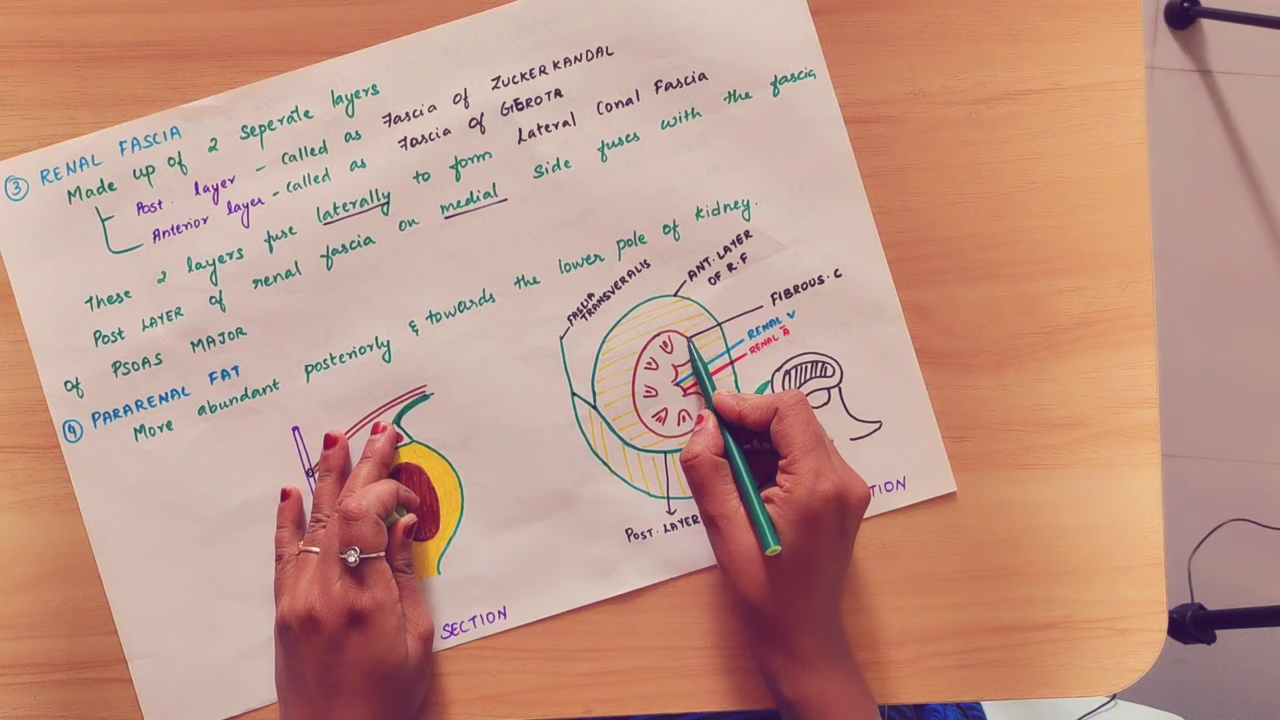 ③ RENAL FASCIA
Made up of 2 seperate layers
Post. layer - called as Fascia of ZUCKERKANDAL
Anterior layer - called as Fascia of GEROTA
These 2 layers fuse laterally to form Lateral Conal Fascia
Post LAYER of renal fascia on medial side fuses with the fascia
of PSOAS MAJOR
④ PARARENAL FAT
More abundant posteriorly & towards the lower pole of kidney.
FASCIA
TRANSVERALIS
ANT. LAYER
OF R.F
FIBROUS. C
RENAL V
RENAL A
POST. LAYER
SECTION
TION